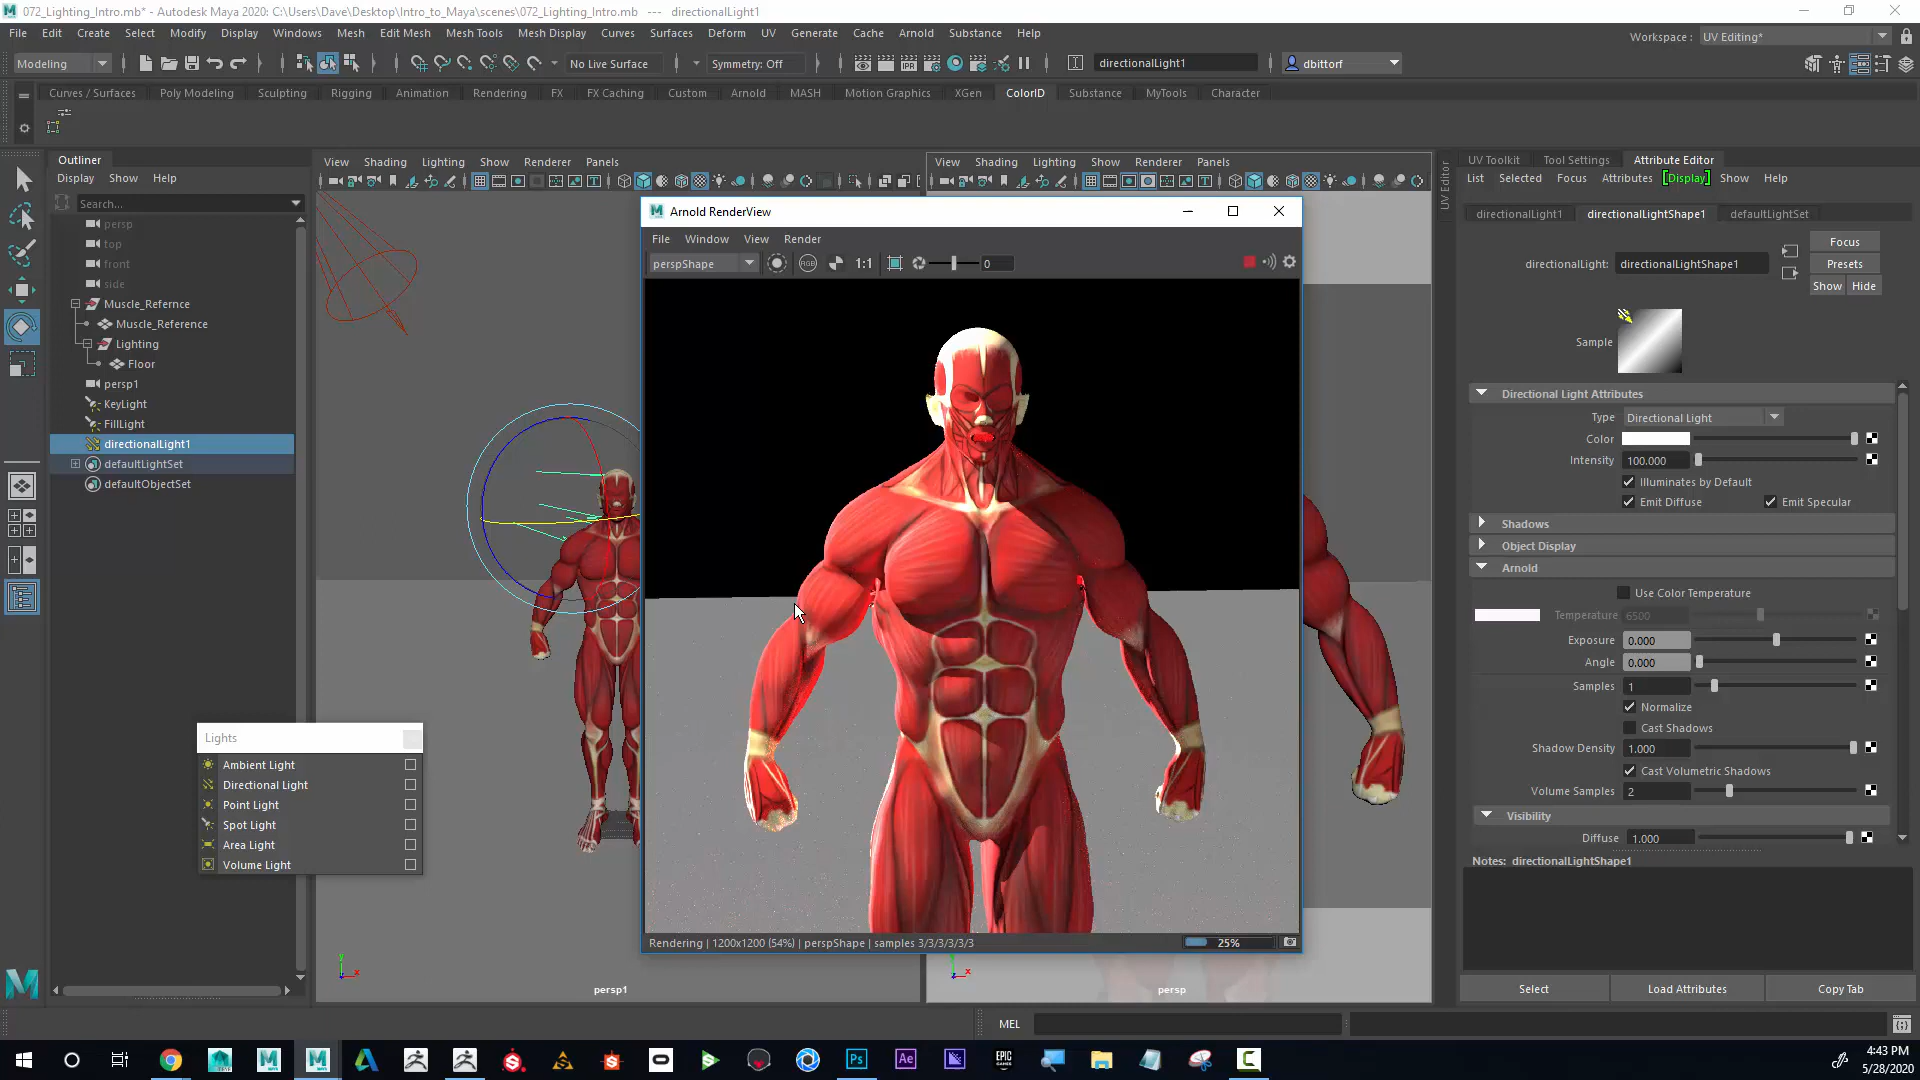 072_Lighting_Intro.mb* - Autodesk Maya 2020: C:\Users\Dave\Desktop\Intro_to_Maya\scenes\072_Lighting_Intro.mb   ---   directionalLight1
File Edit Create Select Modify Display Windows Mesh Edit Mesh Mesh Tools Mesh Display Curves Surfaces Deform UV Generate Cache Arnold Substance Help
Workspace : UV Editing*
Modeling
No Live Surface
Symmetry: Off
directionalLight1
dbittorf
Curves / Surfaces Poly Modeling Sculpting Rigging Animation Rendering FX FX Caching Custom Arnold MASH Motion Graphics XGen ColorID Substance MyTools Character
Outliner
Display Show Help
Search...
persp
top
front
side
Muscle_Refernce
Muscle_Reference
Lighting
Floor
persp1
KeyLight
FillLight
directionalLight1
defaultLightSet
defaultObjectSet
View Shading Lighting Show Renderer Panels
persp1
View Shading Lighting Show Renderer Panels
persp
Lights
Ambient Light
Directional Light
Point Light
Spot Light
Area Light
Volume Light
Arnold RenderView
File Window View Render
perspShape
RGB
1:1
0
Rendering | 1200x1200 (54%) | perspShape | samples 3/3/3/3/3/3
25%
UV Editor
UV Toolkit Tool Settings Attribute Editor
List Selected Focus Attributes [Display] Show Help
directionalLight1 directionalLightShape1 defaultLightSet
directionalLight: directionalLightShape1
Focus
Presets
Show Hide
Sample
Directional Light Attributes
Type Directional Light
Color
Intensity 100.000
Illuminates by Default
Emit Diffuse Emit Specular
Shadows
Object Display
Arnold
Use Color Temperature
Temperature 6500
Exposure 0.000
Angle 0.000
Samples 1
Normalize
Cast Shadows
Shadow Density 1.000
Cast Volumetric Shadows
Volume Samples 2
Visibility
Diffuse 1.000
Notes: directionalLightShape1
Select Load Attributes Copy Tab
MEL
Ps
Ae
EPIC
4:43 PM
5/28/2020